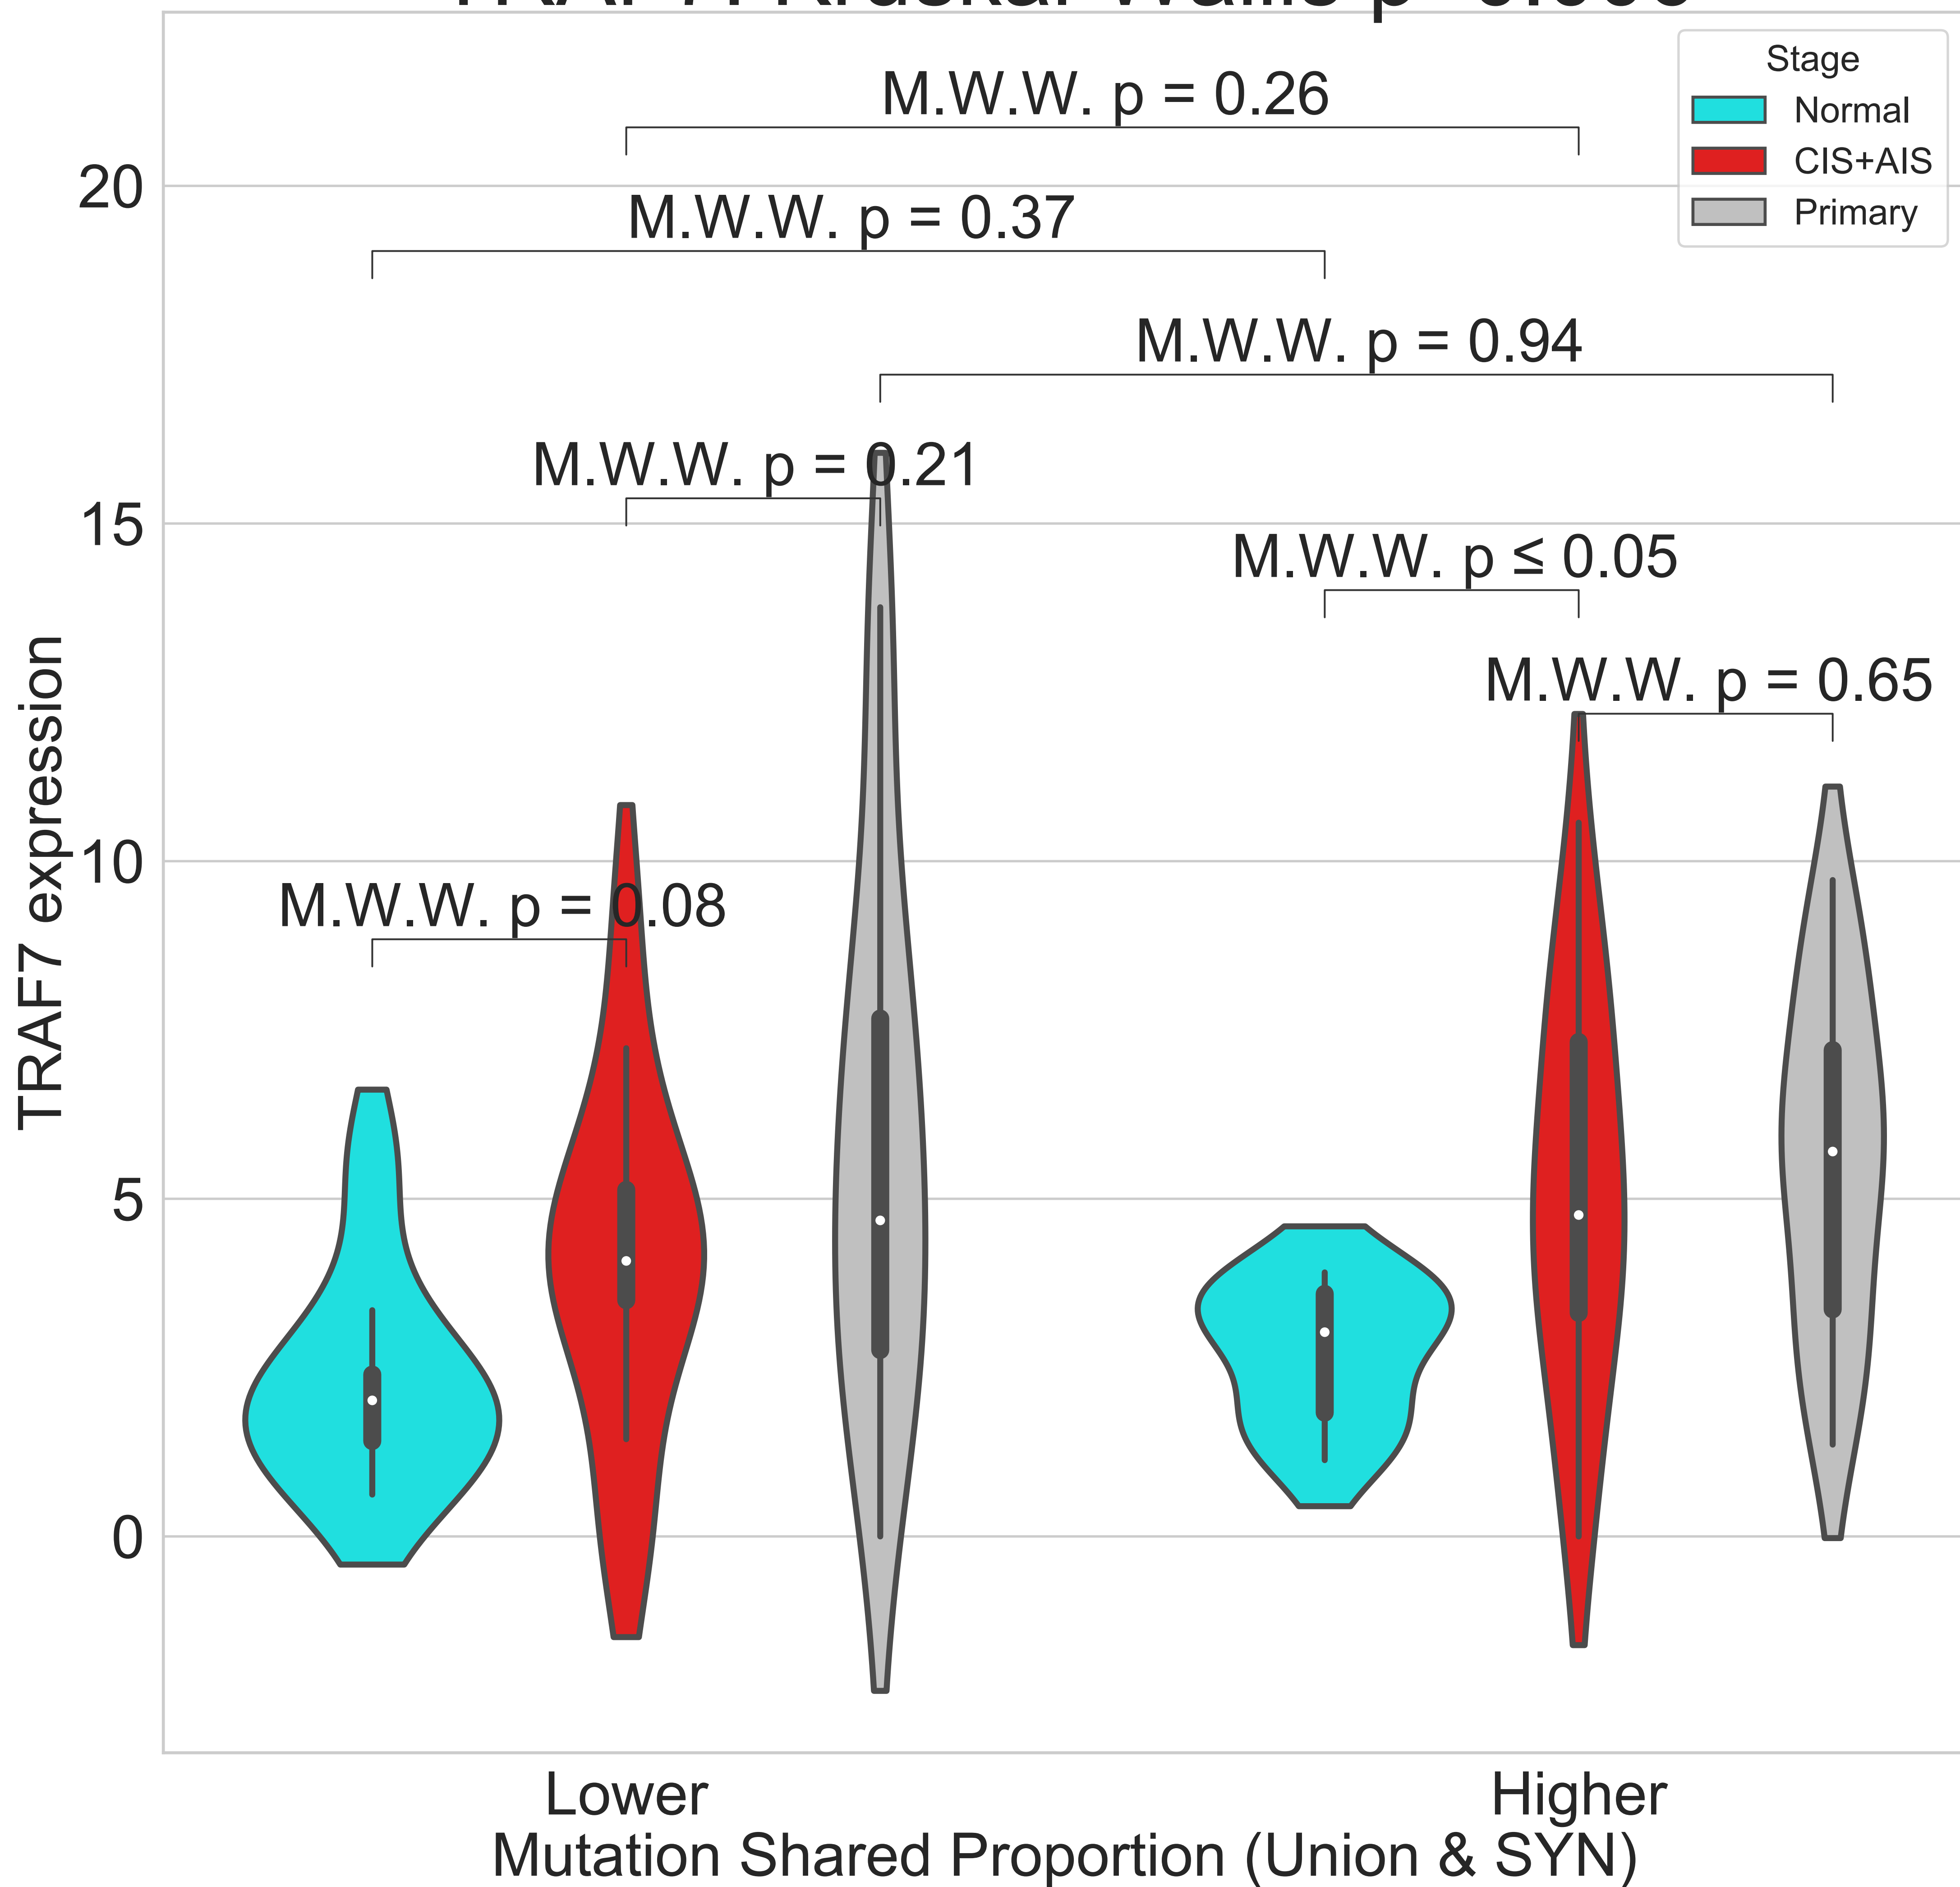 Stage
Normal
CIS+AIS
Primary
M.W.W. p = 0.26
M.W.W. p = 0.37
M.W.W. p = 0.94
M.W.W. p = 0.21
M.W.W. p ≤ 0.05
M.W.W. p = 0.65
M.W.W. p = 0.08
20
15
10
5
0
TRAF7 expression
Lower
Higher
Mutation Shared Proportion (Union & SYN)